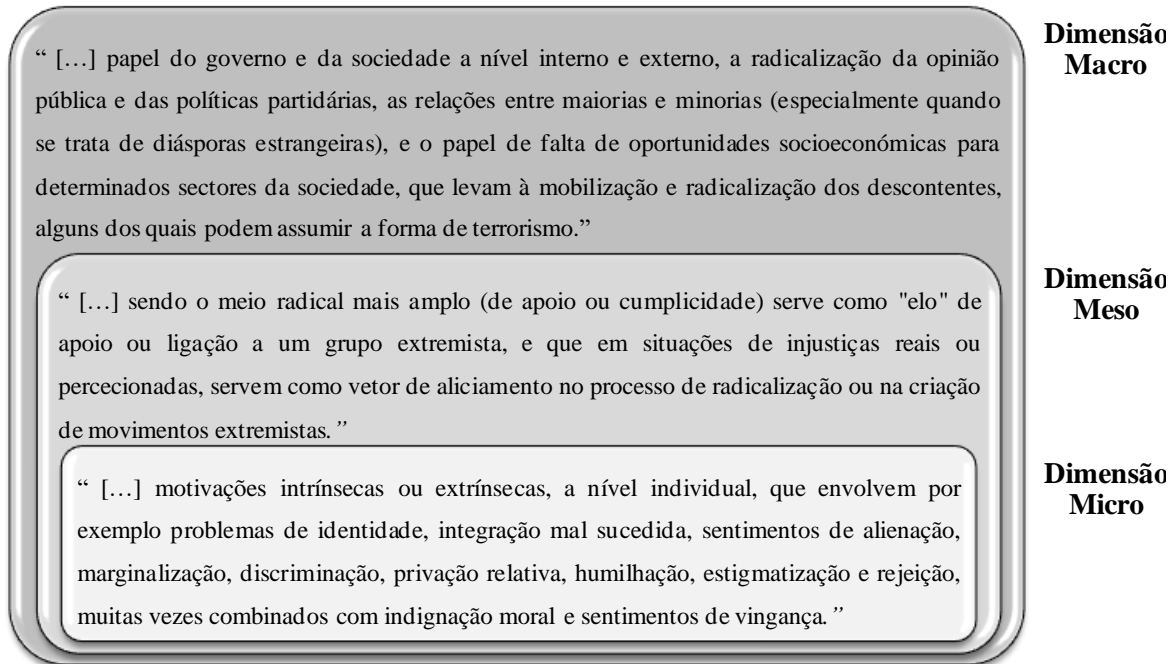 “ […] papel do governo e da sociedade a nível interno e externo, a radicalização da opinião
pública e das políticas partidárias, as relações entre maiorias e minorias (especialmente quando
se trata de diásporas estrangeiras), e o papel de falta de oportunidades socioeconómicas para
determinados sectores da sociedade, que levam à mobilização e radicalização dos descontentes,
alguns dos quais podem assumir a forma de terrorismo.”
Dimensão
Macro
“ […] sendo o meio radical mais amplo (de apoio ou cumplicidade) serve como "elo" de
apoio ou ligação a um grupo extremista, e que em situações de injustiças reais ou
percecionadas, servem como vetor de aliciamento no processo de radicalização ou na criação
de movimentos extremistas. ”
Dimensão
Meso
“ […] motivações intrínsecas ou extrínsecas, a nível individual, que envolvem por
exemplo problemas de identidade, integração mal sucedida, sentimentos de alienação,
marginalização, discriminação, privação relativa, humilhação, estigmatização e rejeição,
muitas vezes combinados com indignação moral e sentimentos de vingança. ”
Dimensão
Micro